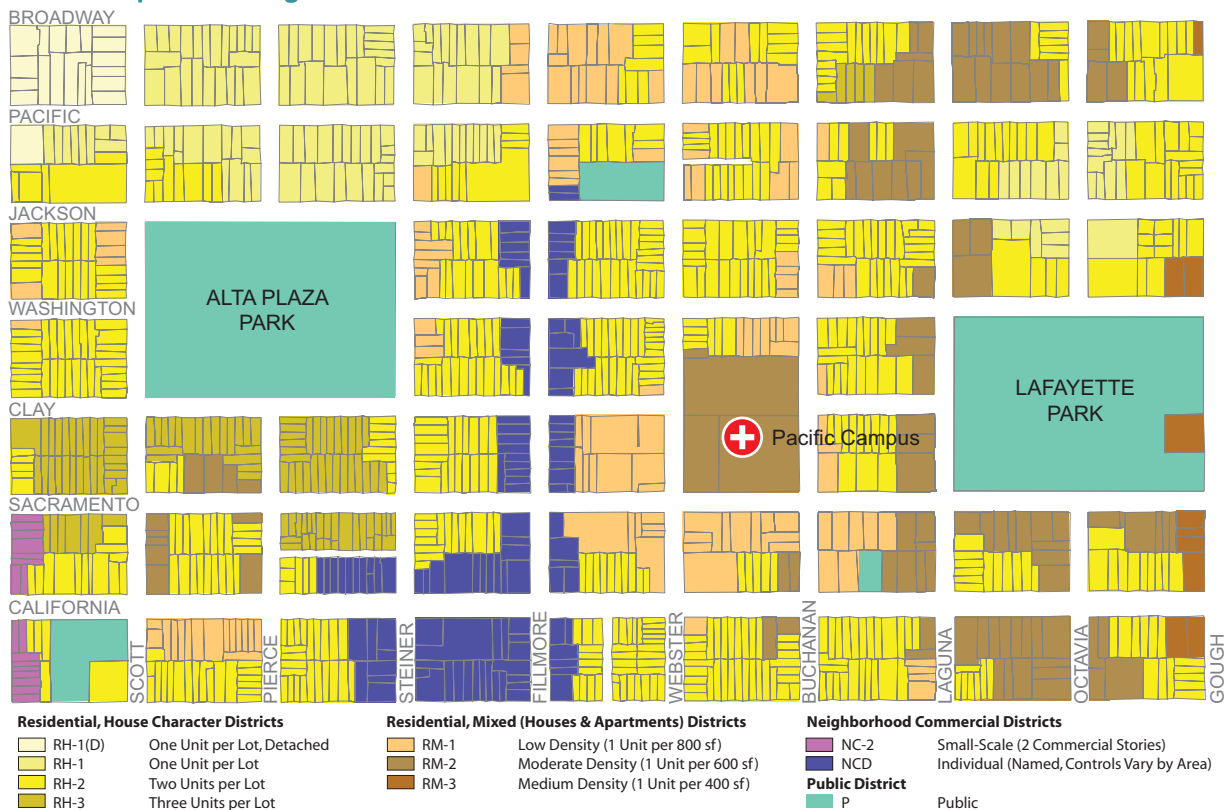 BROADWAY
PACIFIC
JACKSON
ALTA PLAZA
PARK
WASHINGTON
LAFAYETTE
PARK
CLAY
Pacific Campus
SACRAMENTO
CALIFORNIA
SCOTT
PIERCE
STEINER
FILLMORE
WEBSTER
BUCHANAN
LAGUNA
OCTAVIA
GOUGH
Residential, House Character Districts
RH-1(D) One Unit per Lot, Detached
RH-1 One Unit per Lot
RH-2 Two Units per Lot
RH-3 Three Units per Lot
Residential, Mixed (Houses & Apartments) Districts
RM-1 Low Density (1 Unit per 800 sf)
RM-2 Moderate Density (1 Unit per 600 sf)
RM-3 Medium Density (1 Unit per 400 sf)
Neighborhood Commercial Districts
NC-2 Small-Scale (2 Commercial Stories)
NCD Individual (Named, Controls Vary by Area)
Public District
P Public